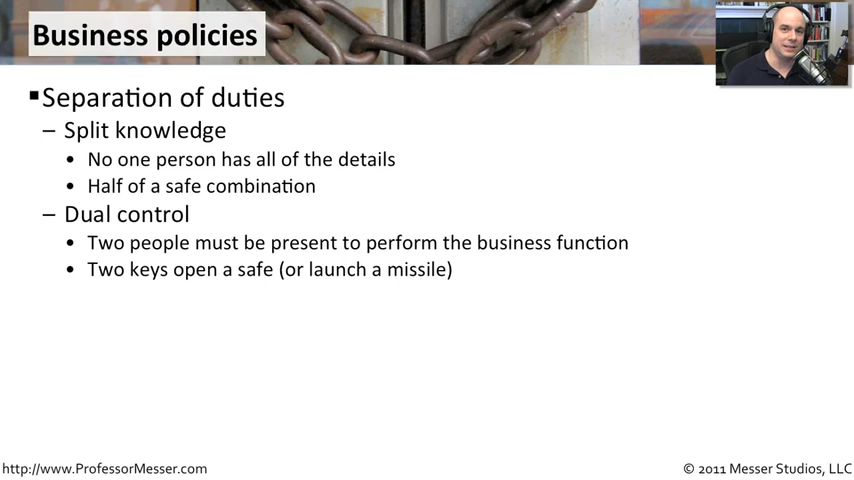 Business policies
▪Separation of duties
– Split knowledge
• No one person has all of the details
• Half of a safe combination
– Dual control
• Two people must be present to perform the business function
• Two keys open a safe (or launch a missile)
http://www.ProfessorMesser.com
© 2011 Messer Studios, LLC